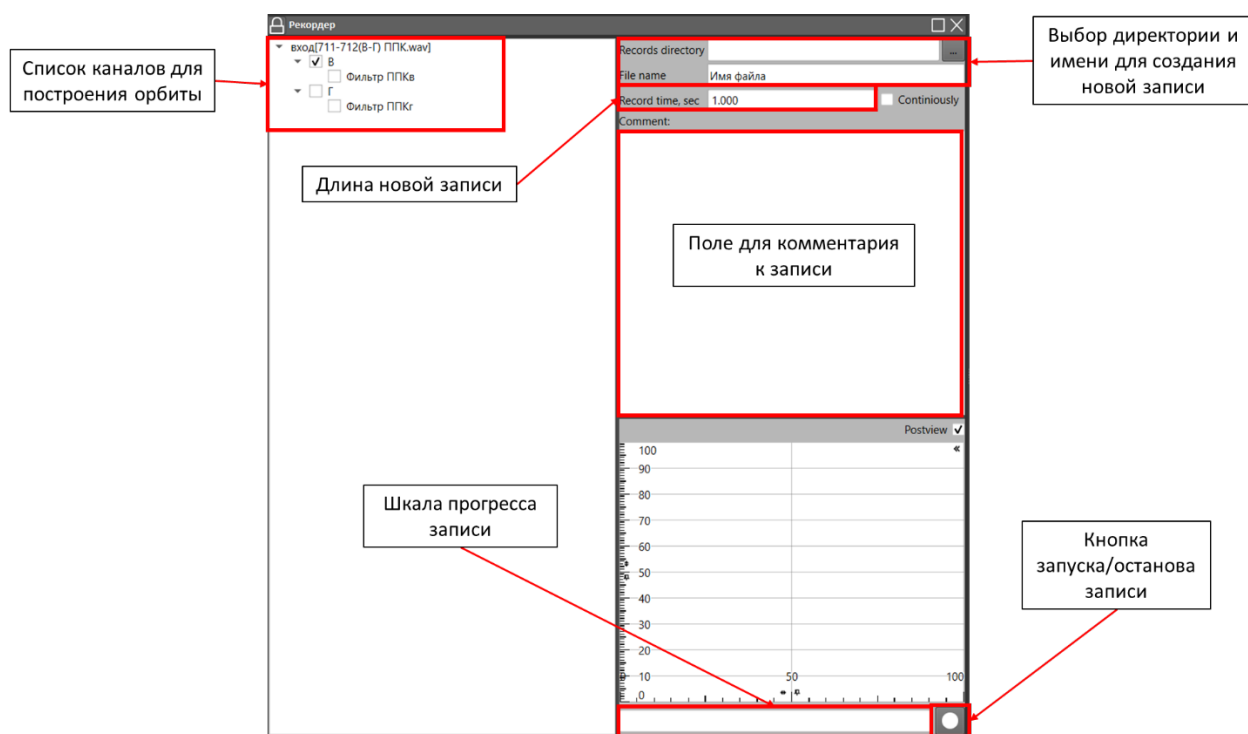 Рекордер
вход[711-712(В-Г) ППК.wav]
В
Фильтр ППКв
Г
Фильтр ППКг
Список каналов для
построения орбиты
Records directory
...
File name
Имя файла
Record time, sec
1.000
Continiously
Comment:
Выбор директории и
имени для создания
новой записи
Длина новой записи
Поле для комментария
к записи
Postview
100
90
80
70
60
50
40
30
20
10
0
50
100
Шкала прогресса
записи
Кнопка
запуска/останова
записи